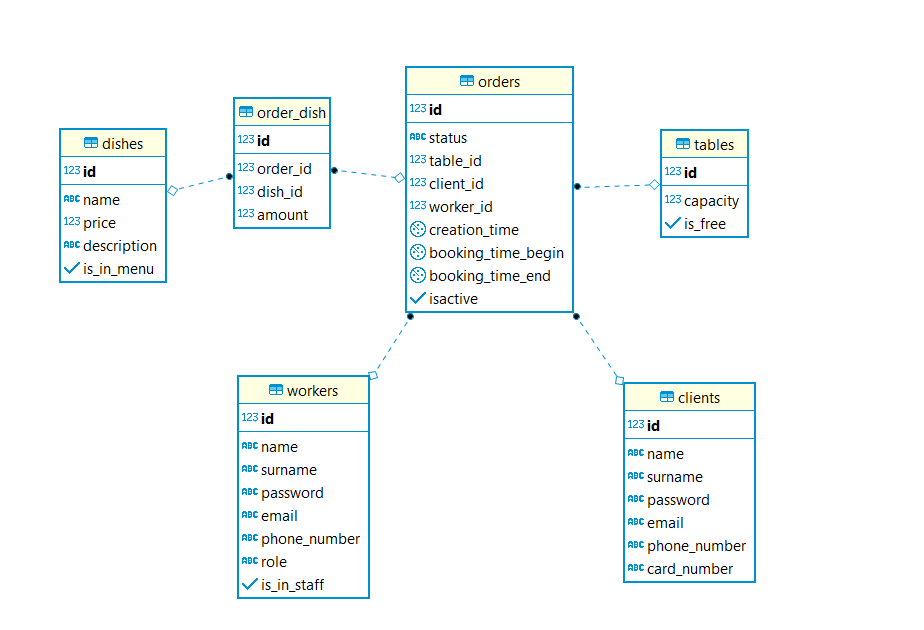 dishes
123 id
ABC name
123 price
ABC description
is_in_menu
order_dish
123 id
123 order_id
123 dish_id
123 amount
orders
123 id
ABC status
123 table_id
123 client_id
123 worker_id
creation_time
booking_time_begin
booking_time_end
isactive
tables
123 id
123 capacity
is_free
workers
123 id
ABC name
ABC surname
ABC password
ABC email
ABC phone_number
ABC role
is_in_staff
clients
123 id
ABC name
ABC surname
ABC password
ABC email
ABC phone_number
ABC card_number